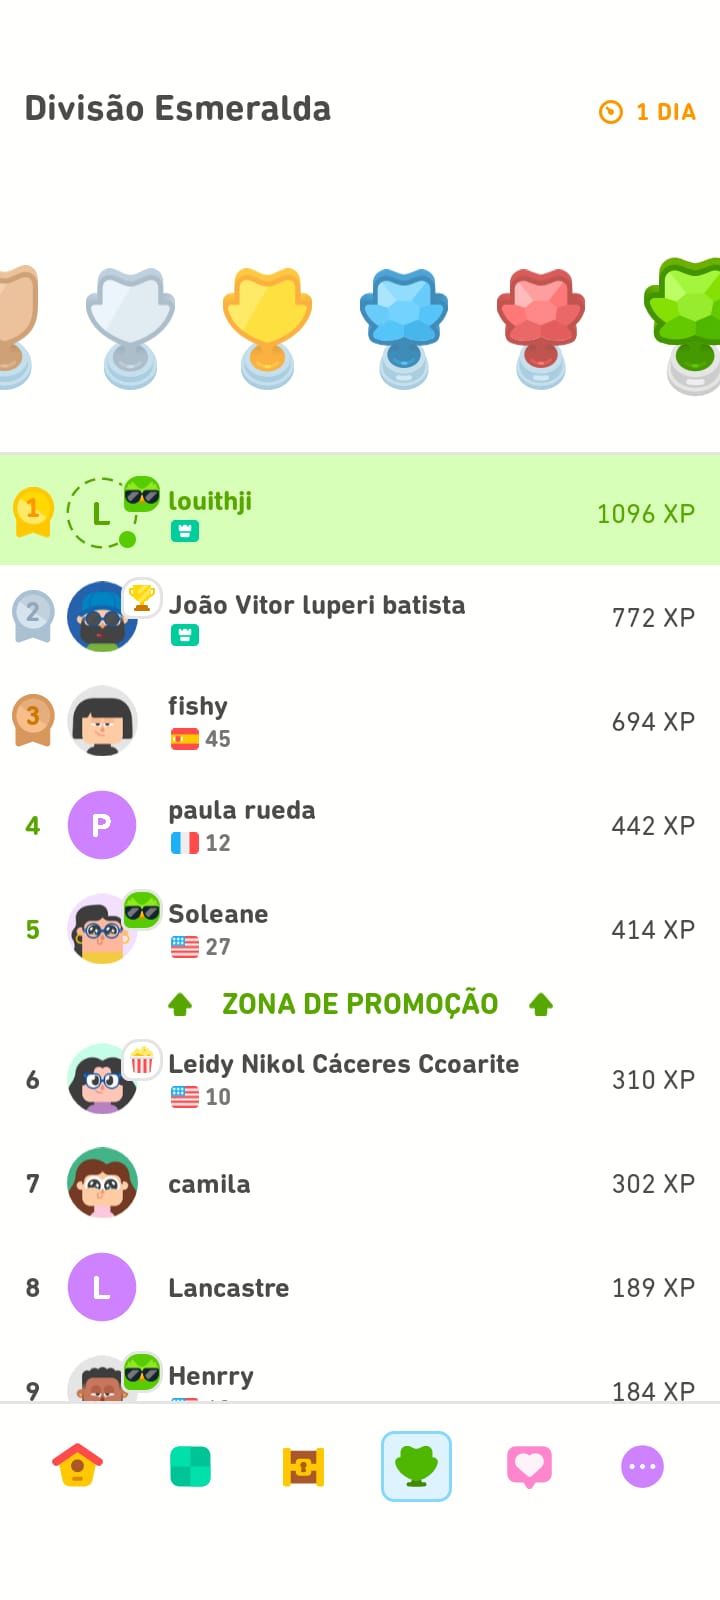 Divisão Esmeralda
1 DIA
1
L
louithji
1096 XP
2
João Vitor luperi batista
772 XP
3
fishy
45
694 XP
4
P
paula rueda
12
442 XP
5
Soleane
27
414 XP
ZONA DE PROMOÇÃO
6
Leidy Nikol Cáceres Ccoarite
10
310 XP
7
camila
302 XP
8
L
Lancastre
189 XP
9
Henrry
184 XP